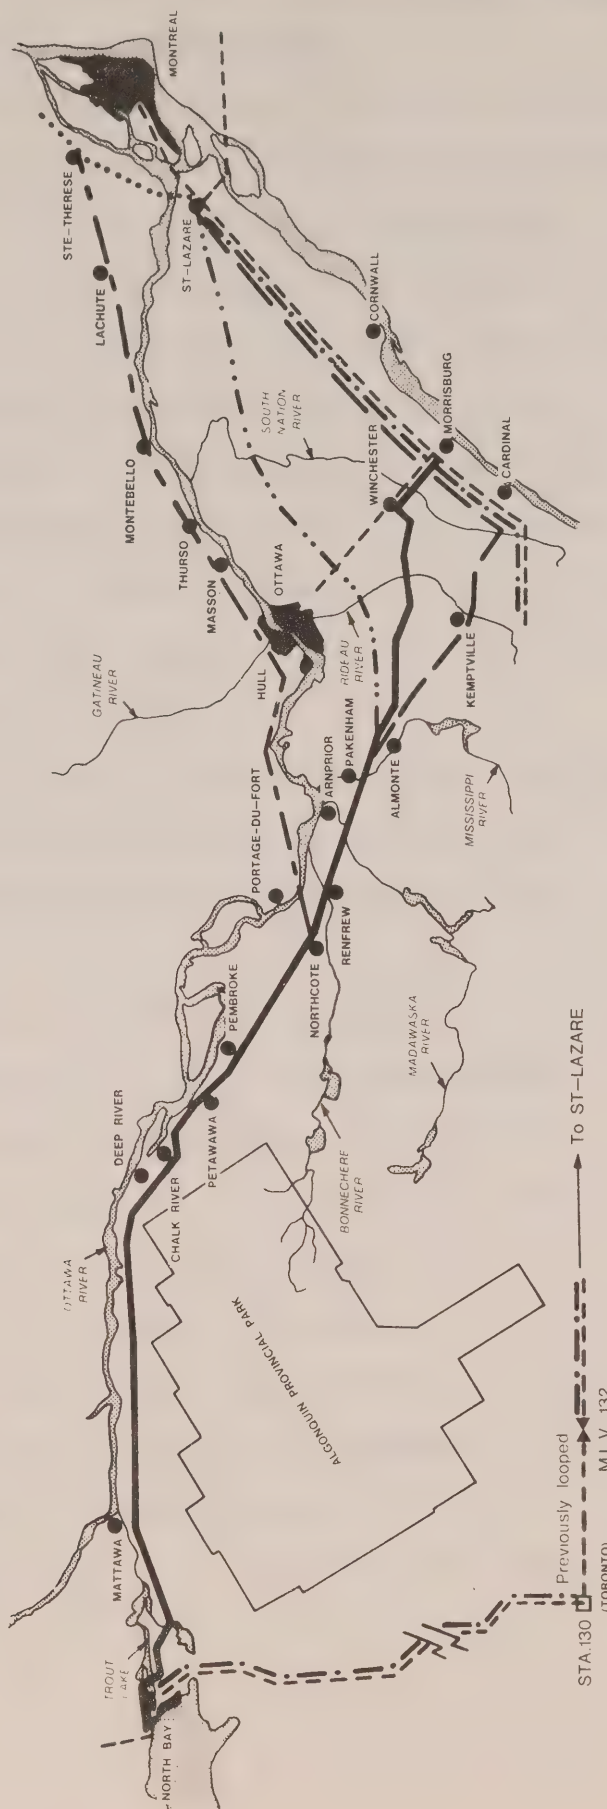 MONTREAL
STE-THERESE
LACHUTE
ST-LAZARE
CORNWALL
MONTEBELLO
SOUTH
NATION
RIVER
MORRISBURG
THURSO
WINCHESTER
CARDINAL
MASSON
OTTAWA
GATINEAU
RIVER
HULL
RIDEAU
RIVER
KEMPTVILLE
PORTAGE-DU-FORT
PAKENHAM
ARNPRIOR
ALMONTE
MISSISSIPPI
RIVER
PEMBROKE
NORTHCOTE
RENFREW
DEEP RIVER
MADAWASKA
RIVER
PETAWAWA
CHALK RIVER
BONNECHERE
RIVER
OTTAWA
RIVER
ALGONQUIN PROVINCIAL PARK
MATTAWA
TROUT
LAKE
NORTH BAY
To ST-LAZARE
Previously looped
STA.130
M.L.V. 132
(TORONTO)